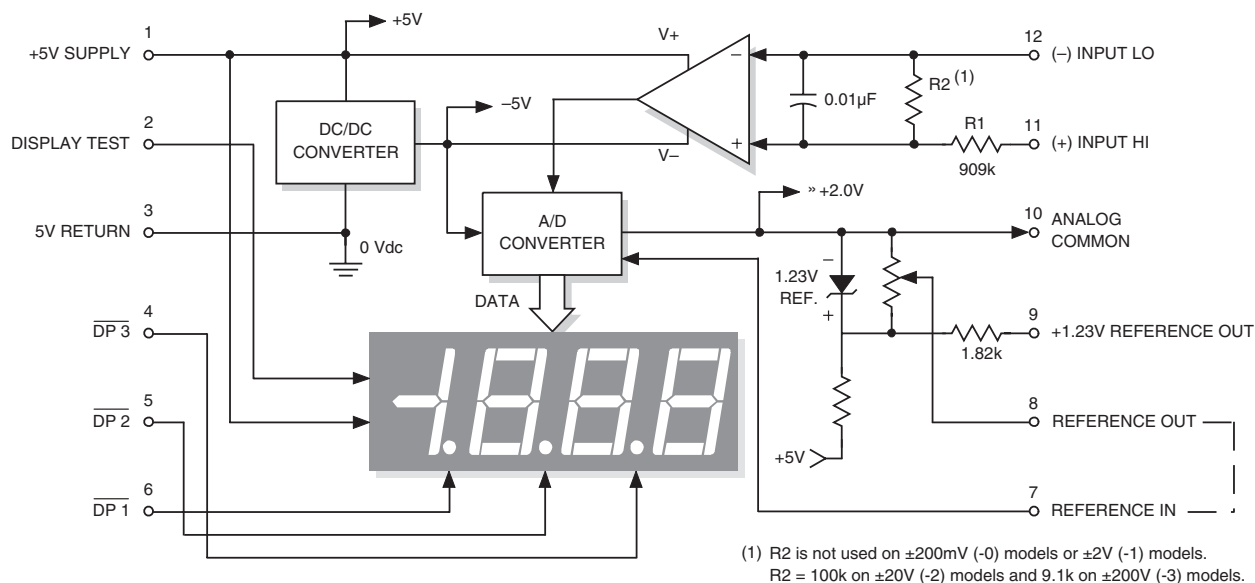 1
+5V SUPPLY
+5V
V+
12
(–) INPUT LO
–
R2 (1)
0.01µF
–5V
2
DISPLAY TEST
DC/DC
CONVERTER
R1
11
(+) INPUT HI
+
V–
909k
» +2.0V
3
5V RETURN
0 Vdc
A/D
CONVERTER
10
ANALOG
COMMON
–
1.23V
REF.
+
DATA
4
DP 3
9
+1.23V REFERENCE OUT
1.82k
-1.8.8.8
5
DP 2
8
REFERENCE OUT
+5V
6
DP 1
7
REFERENCE IN
(1) R2 is not used on ±200mV (-0) models or ±2V (-1) models.
R2 = 100k on ±20V (-2) models and 9.1k on ±200V (-3) models.